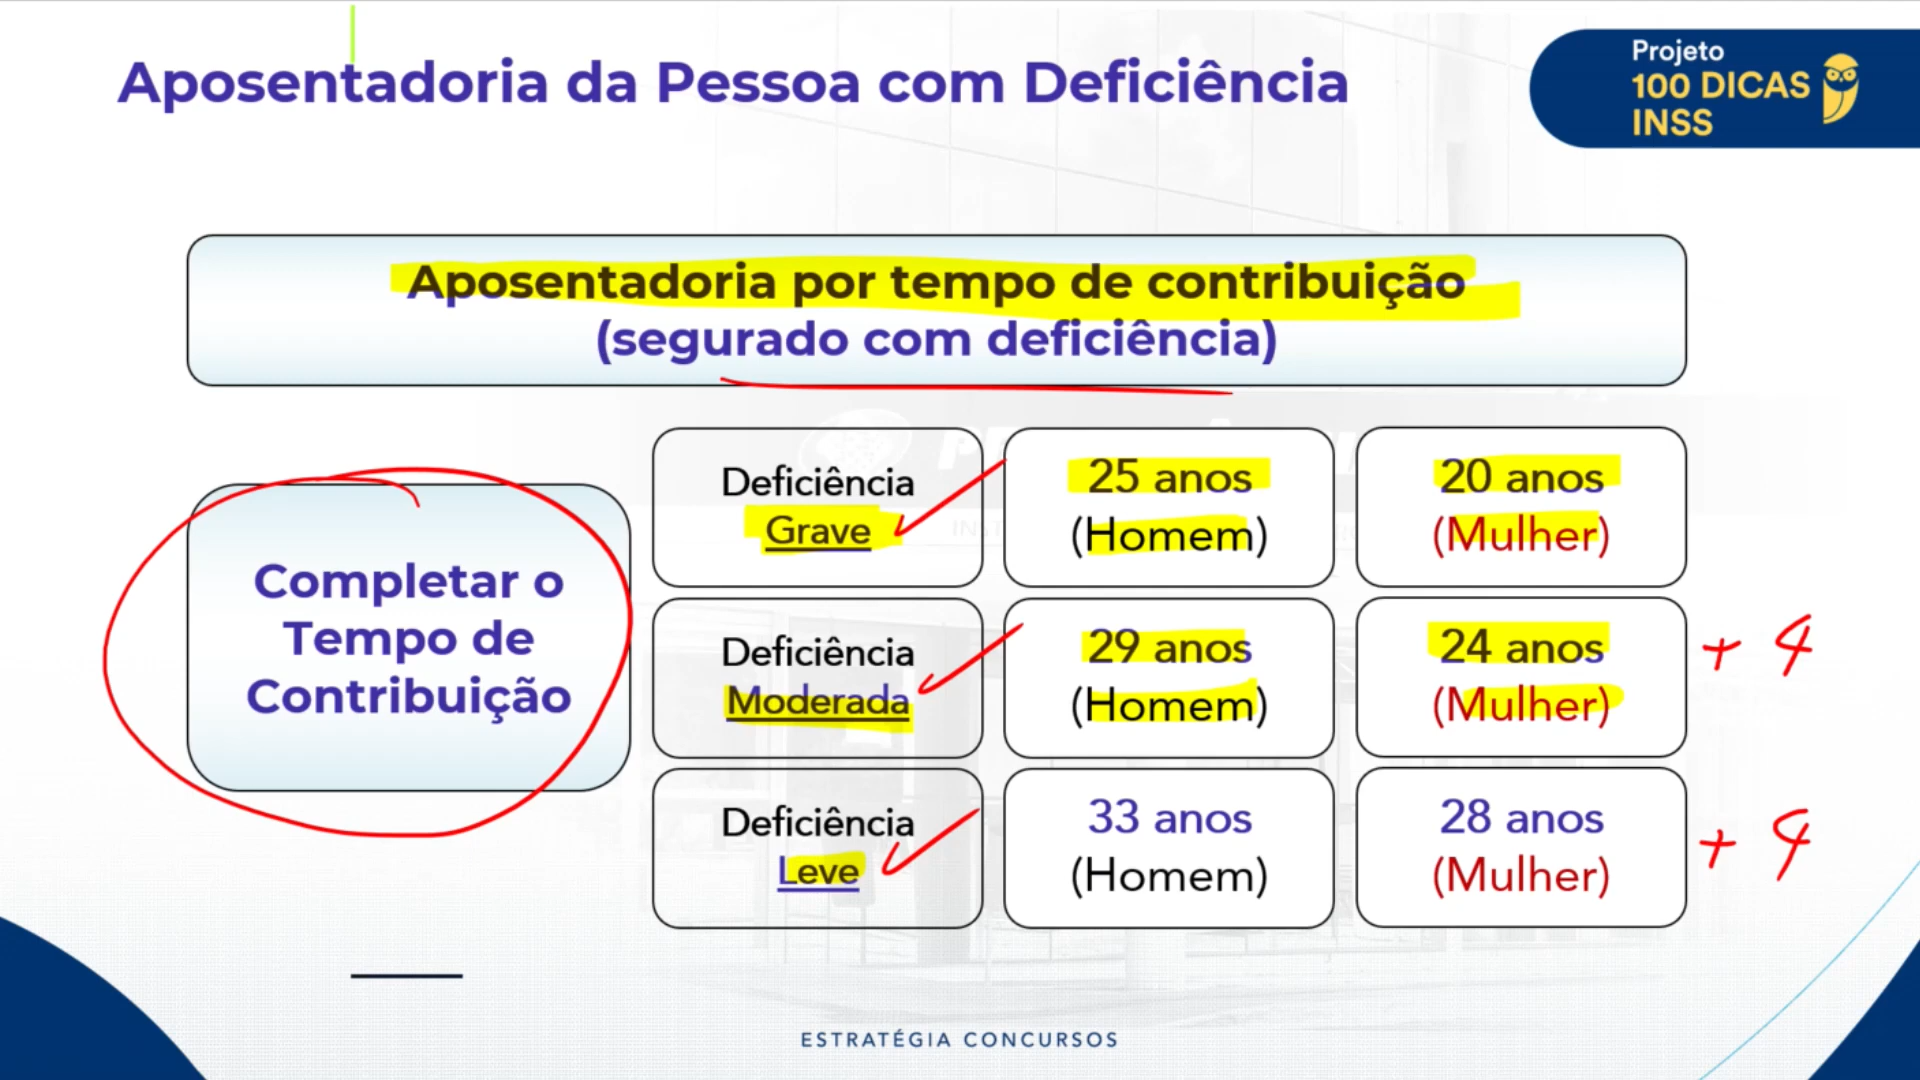 Aposentadoria da Pessoa com Deficiência
Projeto
100 DICAS
INSS
Aposentadoria por tempo de contribuição
(segurado com deficiência)
Completar o
Tempo de
Contribuição
Deficiência
Grave
25 anos
(Homem)
20 anos
(Mulher)
Deficiência
Moderada
29 anos
(Homem)
24 anos
(Mulher)
+ 4
Deficiência
Leve
33 anos
(Homem)
28 anos
(Mulher)
+ 4
ESTRATÉGIA CONCURSOS